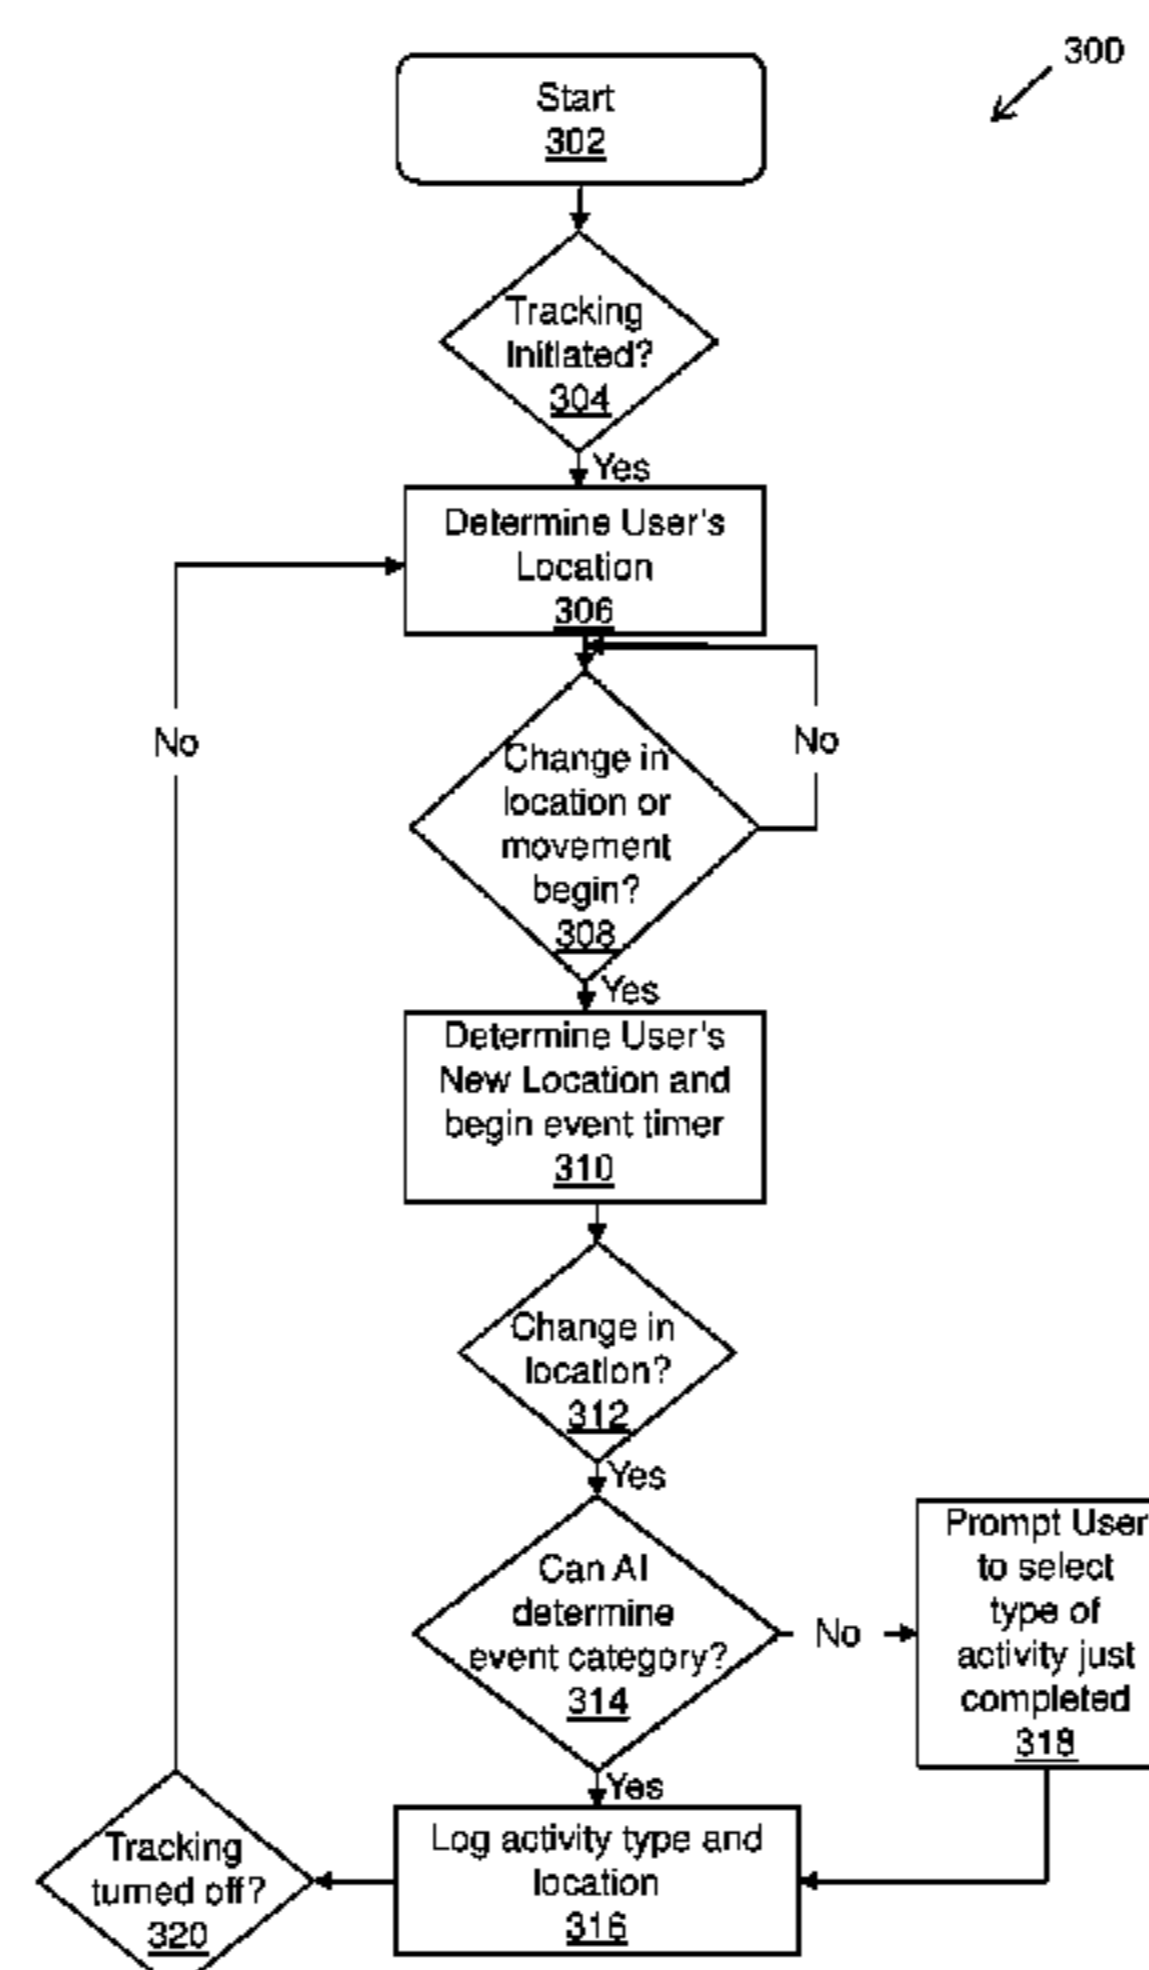 300
Start
302
Tracking
Initiated?
304
Yes
Determine User's
Location
306
No
No
Change in
location or
movement
begin?
308
Yes
Determine User's
New Location and
begin event timer
310
Change in
location?
312
Yes
Can AI
determine
event category?
314
No
Prompt User
to select
type of
activity just
completed
318
Yes
Log activity type and
location
316
Tracking
turned off?
320